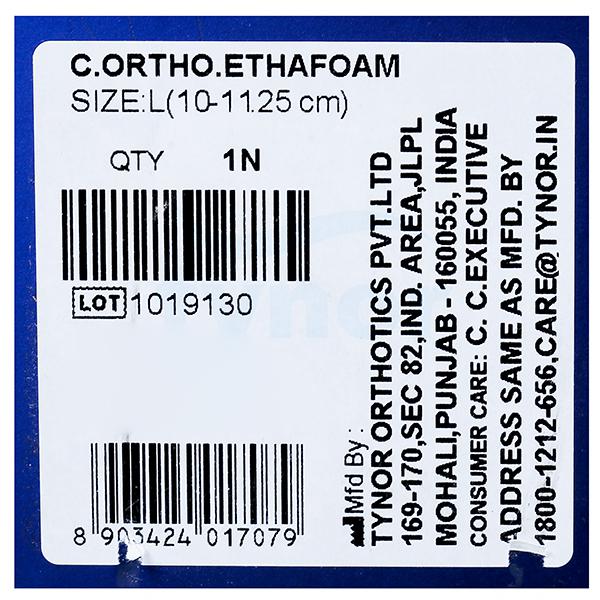 C.ORTHO.ETHAFOAM
SIZE:L(10-11.25 cm)
QTY 1N
LOT 1019130
8 903424 017079
Mfd By :
TYNOR ORTHOTICS PVT.LTD
169-170,SEC 82,IND. AREA,JLPL
MOHALI,PUNJAB - 160055, INDIA
CONSUMER CARE: C. C.EXECUTIVE
ADDRESS SAME AS MFD. BY
1800-1212-656,CARE@TYNOR.IN